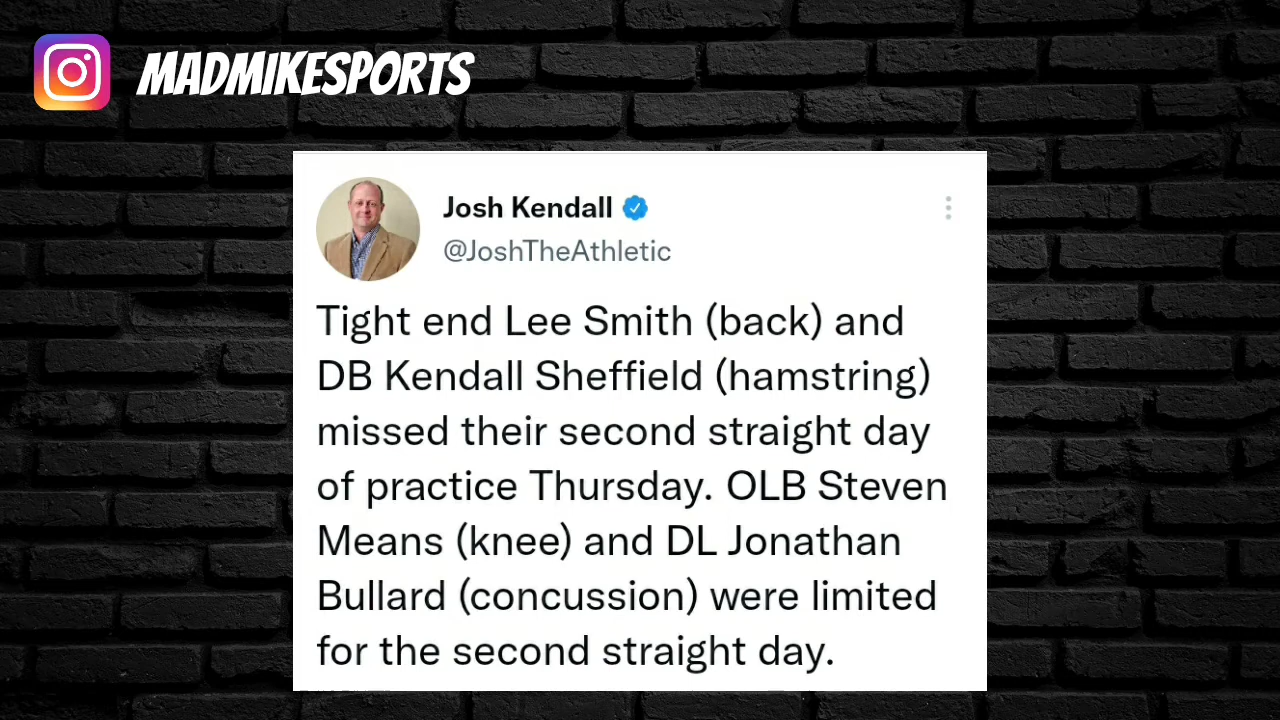 MADMIKESPORTS
Josh Kendall
@JoshTheAthletic
Tight end Lee Smith (back) and
DB Kendall Sheffield (hamstring)
missed their second straight day
of practice Thursday. OLB Steven
Means (knee) and DL Jonathan
Bullard (concussion) were limited
for the second straight day.